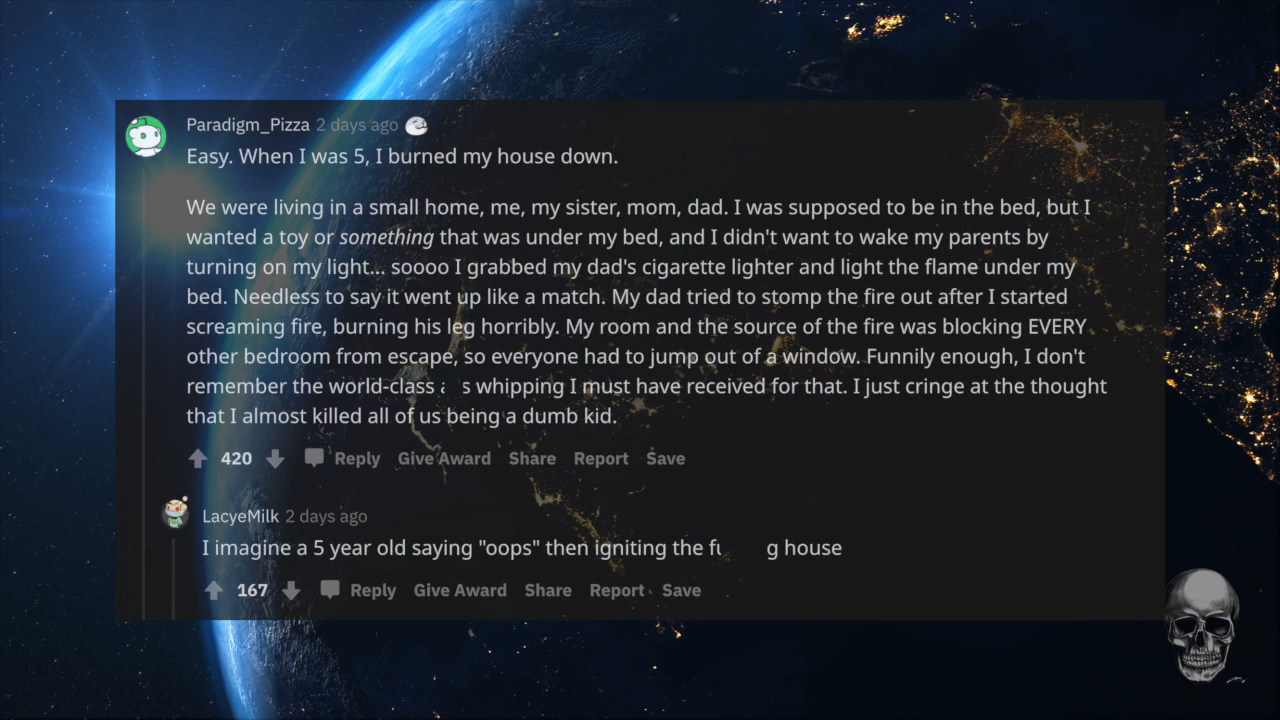 Paradigm_Pizza 2 days ago
Easy. When I was 5, I burned my house down.
We were living in a small home, me, my sister, mom, dad. I was supposed to be in the bed, but I
wanted a toy or something that was under my bed, and I didn't want to wake my parents by
turning on my light... soooo I grabbed my dad's cigarette lighter and light the flame under my
bed. Needless to say it went up like a match. My dad tried to stomp the fire out after I started
screaming fire, burning his leg horribly. My room and the source of the fire was blocking EVERY
other bedroom from escape, so everyone had to jump out of a window. Funnily enough, I don't
remember the world-class s whipping I must have received for that. I just cringe at the thought
that I almost killed all of us being a dumb kid.
420 Reply Give Award Share Report Save
LacyeMilk 2 days ago
I imagine a 5 year old saying "oops" then igniting the fu g house
167 Reply Give Award Share Report Save